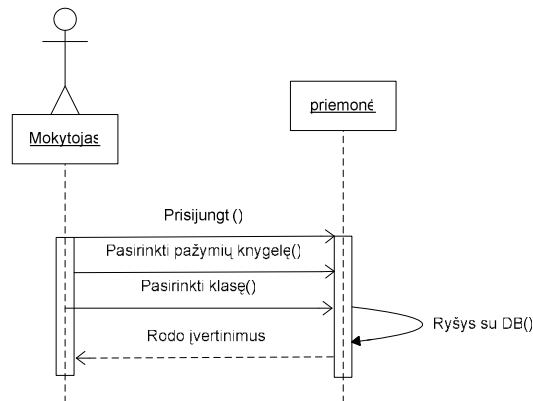 priemonė
Mokytojas
Prisijungt()
Pasirinkti pažymių knygelę()
Pasirinkti klasę()
Ryšys su DB()
Rodo įvertinimus